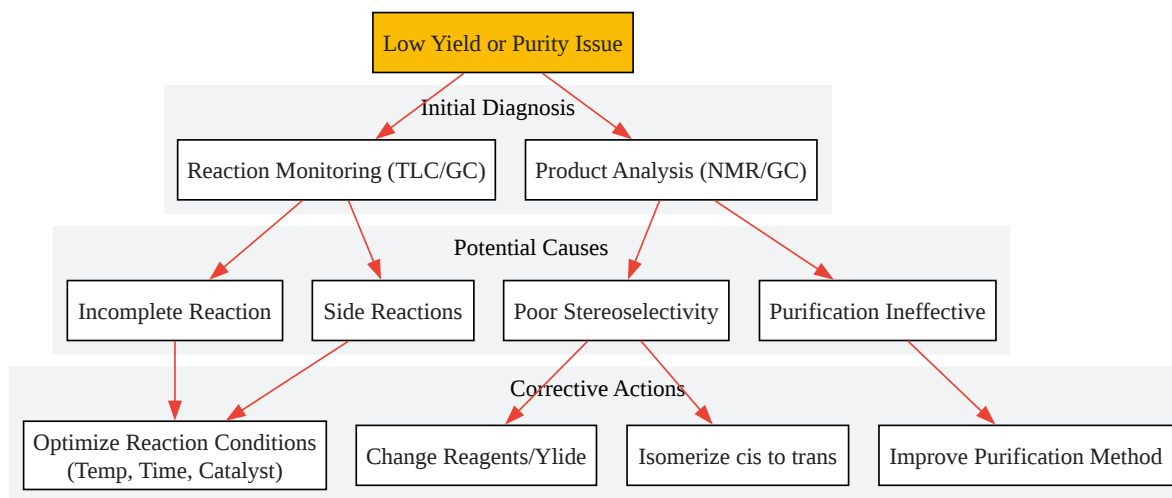 Low Yield or Purity Issue
Initial Diagnosis
Reaction Monitoring (TLC/GC)
Product Analysis (NMR/GC)
Potential Causes
Incomplete Reaction
Side Reactions
Poor Stereoselectivity
Purification Ineffective
Corrective Actions
Optimize Reaction Conditions
(Temp, Time, Catalyst)
Change Reagents/Ylide
Isomerize cis to trans
Improve Purification Method